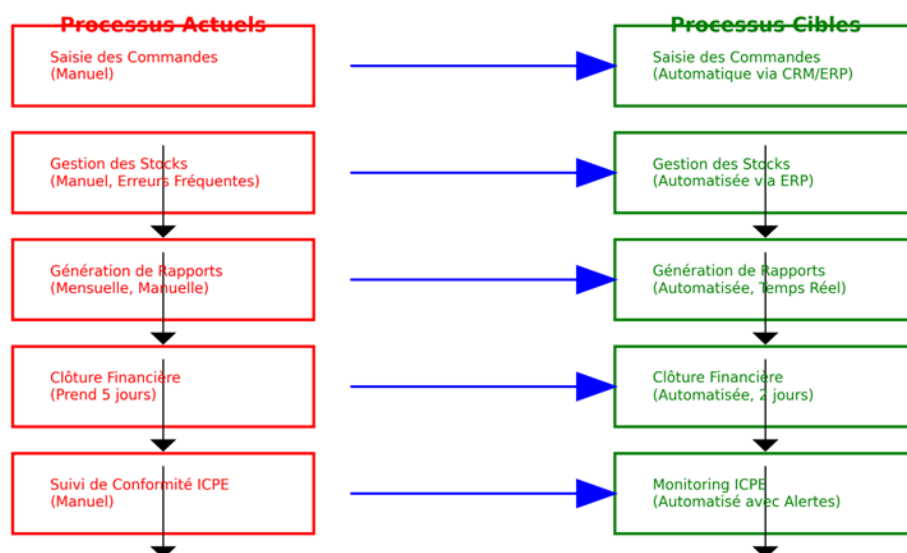 Processus Actuels
Processus Cibles
Saisie des Commandes
(Manuel)
Saisie des Commandes
(Automatique via CRM/ERP)
Gestion des Stocks
(Manuel, Erreurs Fréquentes)
Gestion des Stocks
(Automatisée via ERP)
Génération de Rapports
(Mensuelle, Manuelle)
Génération de Rapports
(Automatisée, Temps Réel)
Clôture Financière
(Prend 5 jours)
Clôture Financière
(Automatisée, 2 jours)
Suivi de Conformité ICPE
(Manuel)
Monitoring ICPE
(Automatisé avec Alertes)